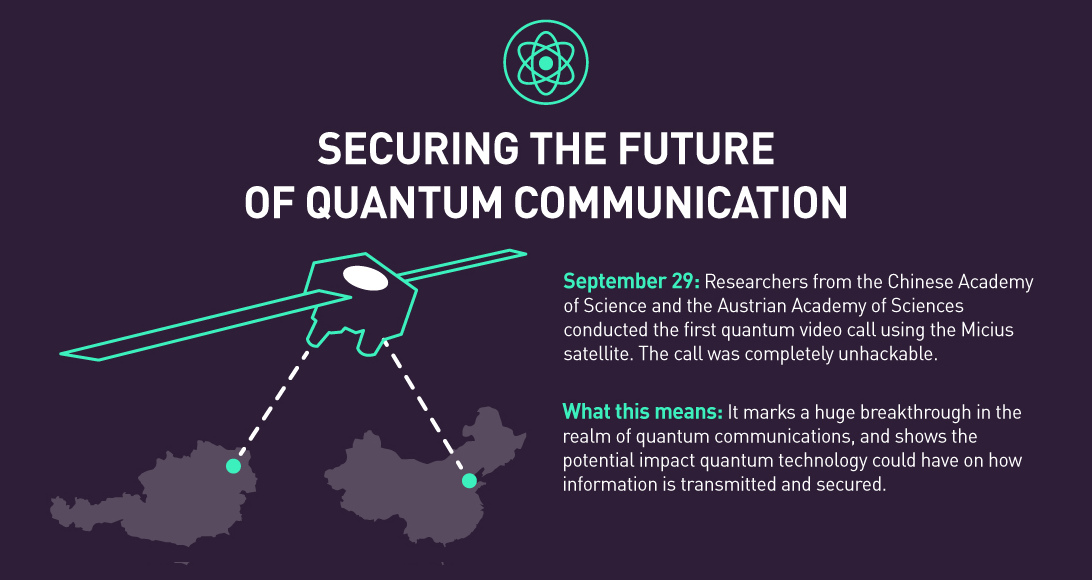 SECURING THE FUTURE
OF QUANTUM COMMUNICATION
September 29: Researchers from the Chinese Academy
of Science and the Austrian Academy of Sciences
conducted the first quantum video call using the Micius
satellite. The call was completely unhackable.
What this means: It marks a huge breakthrough in the
realm of quantum communications, and shows the
potential impact quantum technology could have on how
information is transmitted and secured.